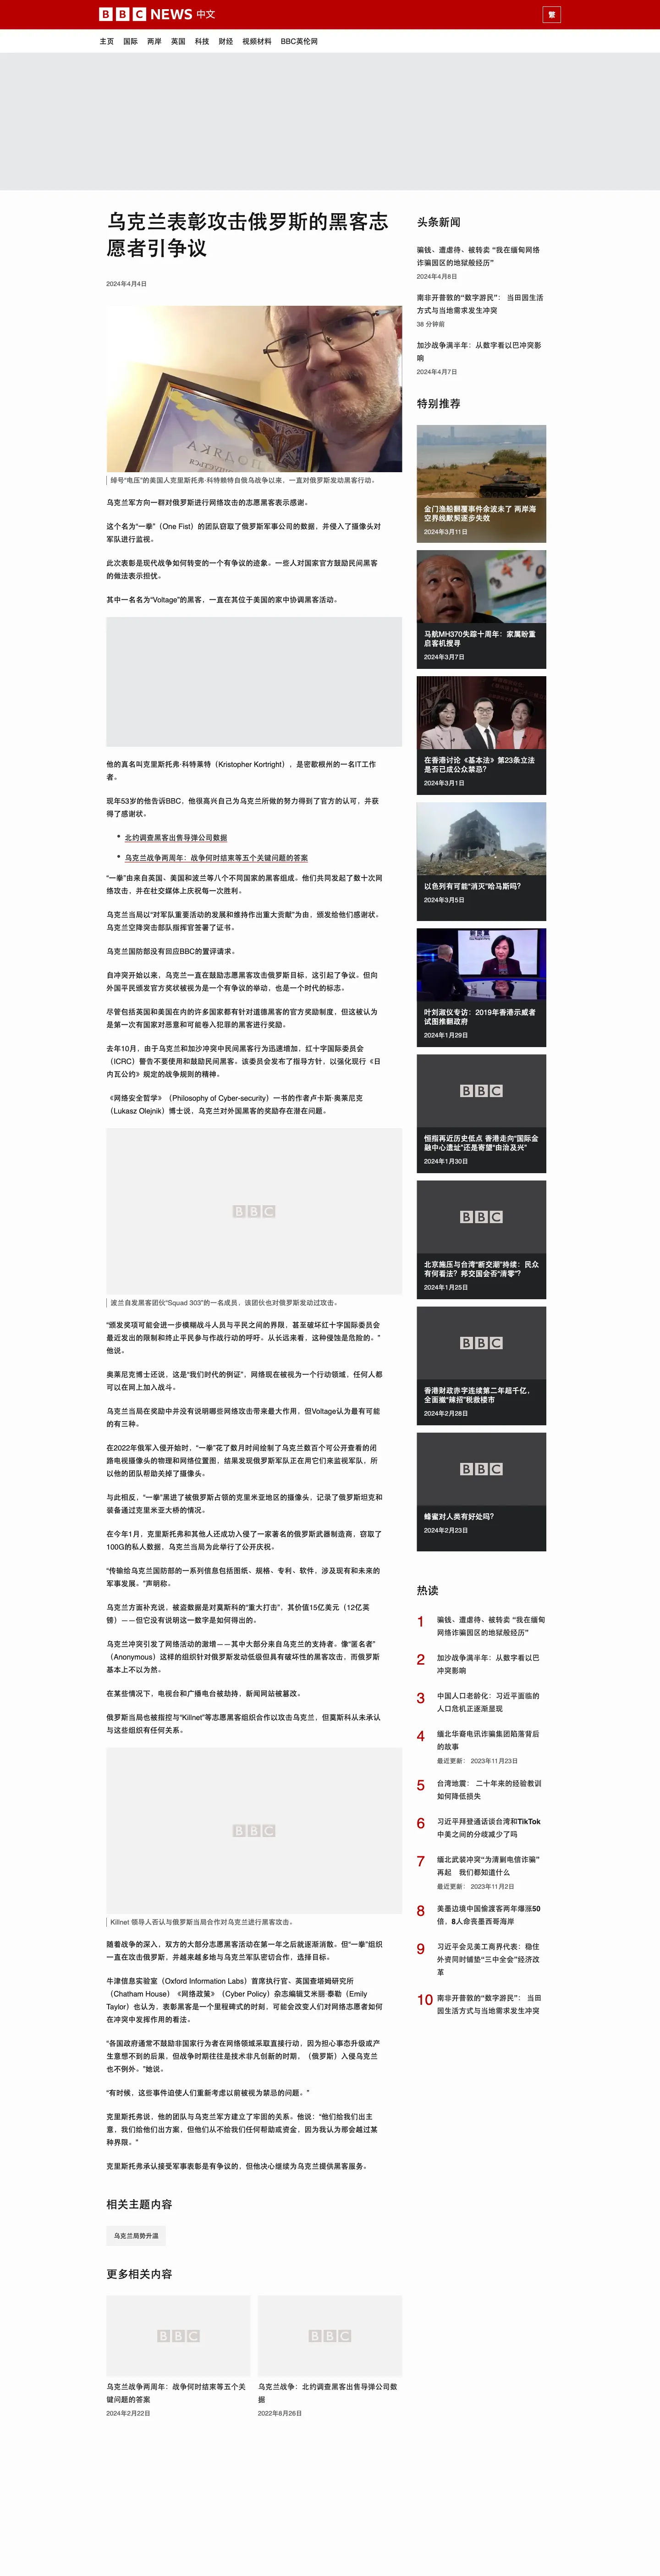 BBC NEWS 中文
繁
主页 国际 两岸 英国 科技 财经 视频材料 BBC英伦网
乌克兰表彰攻击俄罗斯的黑客志
愿者引争议
2024年4月4日
绰号“电压”的美国人克里斯托弗·科特赖特自俄乌战争以来，一直对俄罗斯发动黑客行动。
乌克兰军方向一群对俄罗斯进行网络攻击的志愿黑客表示感谢。
这个名为“一拳”（One Fist）的团队窃取了俄罗斯军事公司的数据，并侵入了摄像头对
军队进行监视。
此次表彰是现代战争如何转变的一个有争议的迹象。一些人对国家官方鼓励民间黑客
的做法表示担忧。
其中一名名为“Voltage”的黑客，一直在其位于美国的家中协调黑客活动。
他的真名叫克里斯托弗·科特莱特（Kristopher Kortright），是密歇根州的一名IT工作
者。
现年53岁的他告诉BBC，他很高兴自己为乌克兰所做的努力得到了官方的认可，并获
得了感谢状。
北约调查黑客出售导弹公司数据
乌克兰战争两周年：战争何时结束等五个关键问题的答案
“一拳”由来自英国、美国和波兰等八个不同国家的黑客组成。他们共同发起了数十次网
络攻击，并在社交媒体上庆祝每一次胜利。
乌克兰当局以“对军队重要活动的发展和维持作出重大贡献”为由，颁发给他们感谢状。
乌克兰空降突击部队指挥官签署了证书。
乌克兰国防部没有回应BBC的置评请求。
自冲突开始以来，乌克兰一直在鼓励志愿黑客攻击俄罗斯目标，这引起了争议。但向
外国平民颁发官方奖状被视为是一个有争议的举动，也是一个时代的标志。
尽管包括英国和美国在内的许多国家都有针对道德黑客的官方奖励制度，但这被认为
是第一次有国家对恶意和可能卷入犯罪的黑客进行奖励。
去年10月，由于乌克兰和加沙冲突中民间黑客行为迅速增加，红十字国际委员会
（ICRC）警告不要使用和鼓励民间黑客。该委员会发布了指导方针，以强化现行《日
内瓦公约》规定的战争规则的精神。
《网络安全哲学》（Philosophy of Cyber-security）一书的作者卢卡斯·奥莱尼克
（Lukasz Olejnik）博士说，乌克兰对外国黑客的奖励存在潜在问题。
BBC
波兰自发黑客团伙“Squad 303”的一名成员，该团伙也对俄罗斯发动过攻击。
“颁发奖项可能会进一步模糊战斗人员与平民之间的界限，甚至破坏红十字国际委员会
最近发出的限制和终止平民参与作战行动的呼吁。从长远来看，这种侵蚀是危险的。”
他说。
奥莱尼克博士还说，这是“我们时代的例证”，网络现在被视为一个行动领域，任何人都
可以在网上加入战斗。
乌克兰当局在奖励中并没有说明哪些网络攻击带来最大作用，但Voltage认为最有可能
的有三种。
在2022年俄军入侵开始时，“一拳”花了数月时间绘制了乌克兰数百个可公开查看的闭
路电视摄像头的物理和网络位置图，结果发现俄罗斯军队正在用它们来监视军队，所
以他的团队帮助关掉了摄像头。
与此相反，“一拳”黑进了被俄罗斯占领的克里米亚地区的摄像头，记录了俄罗斯坦克和
装备通过克里米亚大桥的情况。
在今年1月，克里斯托弗和其他人还成功入侵了一家著名的俄罗斯武器制造商，窃取了
100G的私人数据，乌克兰当局为此举行了公开庆祝。
“传输给乌克兰国防部的一系列信息包括图纸、规格、专利、软件，涉及现有和未来的
军事发展。”声明称。
乌克兰方面补充说，被盗数据是对莫斯科的“重大打击”，其价值15亿美元（12亿英
镑）——但它没有说明这一数字是如何得出的。
乌克兰冲突引发了网络活动的激增——其中大部分来自乌克兰的支持者。像“匿名者”
（Anonymous）这样的组织针对俄罗斯发动低级但具有破坏性的黑客攻击，而俄罗斯
基本上不以为然。
在某些情况下，电视台和广播电台被劫持，新闻网站被篡改。
俄罗斯当局也被指控与“Killnet”等志愿黑客组织合作以攻击乌克兰，但莫斯科从未承认
与这些组织有任何关系。
BBC
Killnet 领导人否认与俄罗斯当局合作对乌克兰进行黑客攻击。
随着战争的深入，双方的大部分志愿黑客活动在第一年之后就逐渐消散。但“一拳”组织
一直在攻击俄罗斯，并越来越多地与乌克兰军队密切合作，选择目标。
牛津信息实验室（Oxford Information Labs）首席执行官、英国查塔姆研究所
（Chatham House）《网络政策》（Cyber Policy）杂志编辑艾米丽·泰勒（Emily
Taylor）也认为，表彰黑客是一个里程碑式的时刻，可能会改变人们对网络志愿者如何
在冲突中发挥作用的看法。
“各国政府通常不鼓励非国家行为者在网络领域采取直接行动，因为担心事态升级或产
生意想不到的后果，但战争时期往往是技术非凡创新的时期，（俄罗斯）入侵乌克兰
也不例外。”她说。
“有时候，这些事件迫使人们重新考虑以前被视为禁忌的问题。”
克里斯托弗说，他的团队与乌克兰军方建立了牢固的关系。他说：“他们给我们出主
意，我们给他们出方案，但他们从不给我们任何帮助或资金，因为我认为那会越过某
种界限。”
克里斯托弗承认接受军事表彰是有争议的，但他决心继续为乌克兰提供黑客服务。
相关主题内容
乌克兰局势升温
更多相关内容
BBC
乌克兰战争两周年：战争何时结束等五个关
键问题的答案
2024年2月22日
BBC
乌克兰战争：北约调查黑客出售导弹公司数
据
2022年8月26日
头条新闻
骗钱、遭虐待、被转卖 “我在缅甸网络
诈骗园区的地狱般经历”
2024年4月8日
南非开普敦的“数字游民”： 当田园生活
方式与当地需求发生冲突
38 分钟前
加沙战争满半年：从数字看以巴冲突影
响
2024年4月7日
特别推荐
金门渔船翻覆事件余波未了 两岸海
空界线默契逐步失效
2024年3月11日
马航MH370失踪十周年：家属盼重
启客机搜寻
2024年3月7日
在香港讨论《基本法》第23条立法
是否已成公众禁忌？
2024年3月1日
以色列有可能“消灭”哈马斯吗？
2024年3月5日
叶刘淑仪专访：2019年香港示威者
试图推翻政府
2024年1月29日
BBC
恒指再近历史低点 香港走向“国际金
融中心遗址”还是寄望“由治及兴”
2024年1月30日
BBC
北京施压与台湾“断交潮”持续：民众
有何看法？邦交国会否“清零”？
2024年1月25日
BBC
香港财政赤字连续第二年超千亿，
全面撤“辣招”税救楼市
2024年2月28日
BBC
蜂蜜对人类有好处吗？
2024年2月23日
热读
1 骗钱、遭虐待、被转卖 “我在缅甸
网络诈骗园区的地狱般经历”
2 加沙战争满半年：从数字看以巴
冲突影响
3 中国人口老龄化：习近平面临的
人口危机正逐渐显现
4 缅北华裔电讯诈骗集团陷落背后
的故事
最近更新： 2023年11月23日
5 台湾地震： 二十年来的经验教训
如何降低损失
6 习近平拜登通话谈台湾和TikTok
中美之间的分歧减少了吗
7 缅北武装冲突“为清剿电信诈骗”
再起 我们都知道什么
最近更新： 2023年11月2日
8 美墨边境中国偷渡客两年爆涨50
倍，8人命丧墨西哥海岸
9 习近平会见美工商界代表：稳住
外资同时铺垫“三中全会”经济改
革
10 南非开普敦的“数字游民”： 当田
园生活方式与当地需求发生冲突